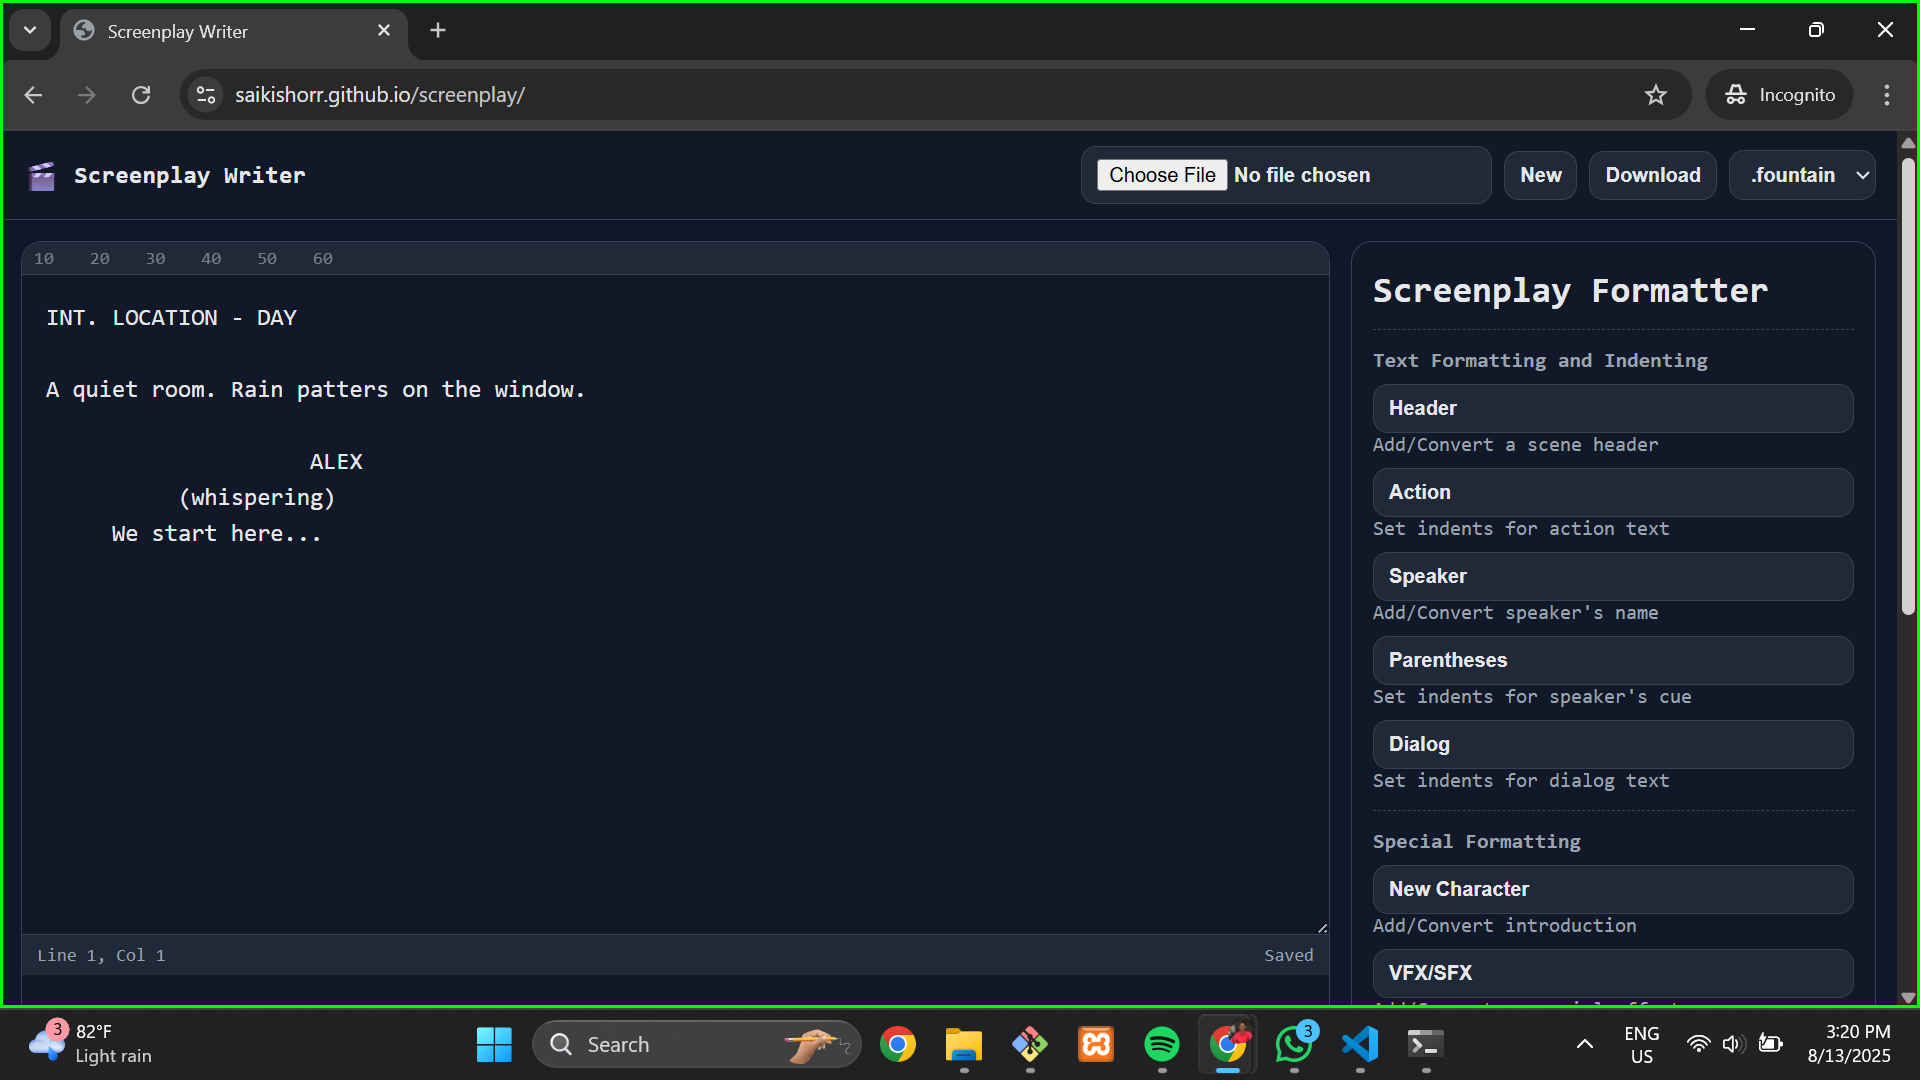 Screenplay Writer
saikishorr.github.io/screenplay/
Incognito
Screenplay Writer
Choose File No file chosen
New
Download
.fountain
10 20 30 40 50 60
INT. LOCATION - DAY
A quiet room. Rain patters on the window.
ALEX
(whispering)
We start here...
Line 1, Col 1
Saved
Screenplay Formatter
Text Formatting and Indenting
Header
Add/Convert a scene header
Action
Set indents for action text
Speaker
Add/Convert speaker's name
Parentheses
Set indents for speaker's cue
Dialog
Set indents for dialog text
Special Formatting
New Character
Add/Convert introduction
VFX/SFX
3
82°F
Light rain
Search
3
ENG
US
3:20 PM
8/13/2025